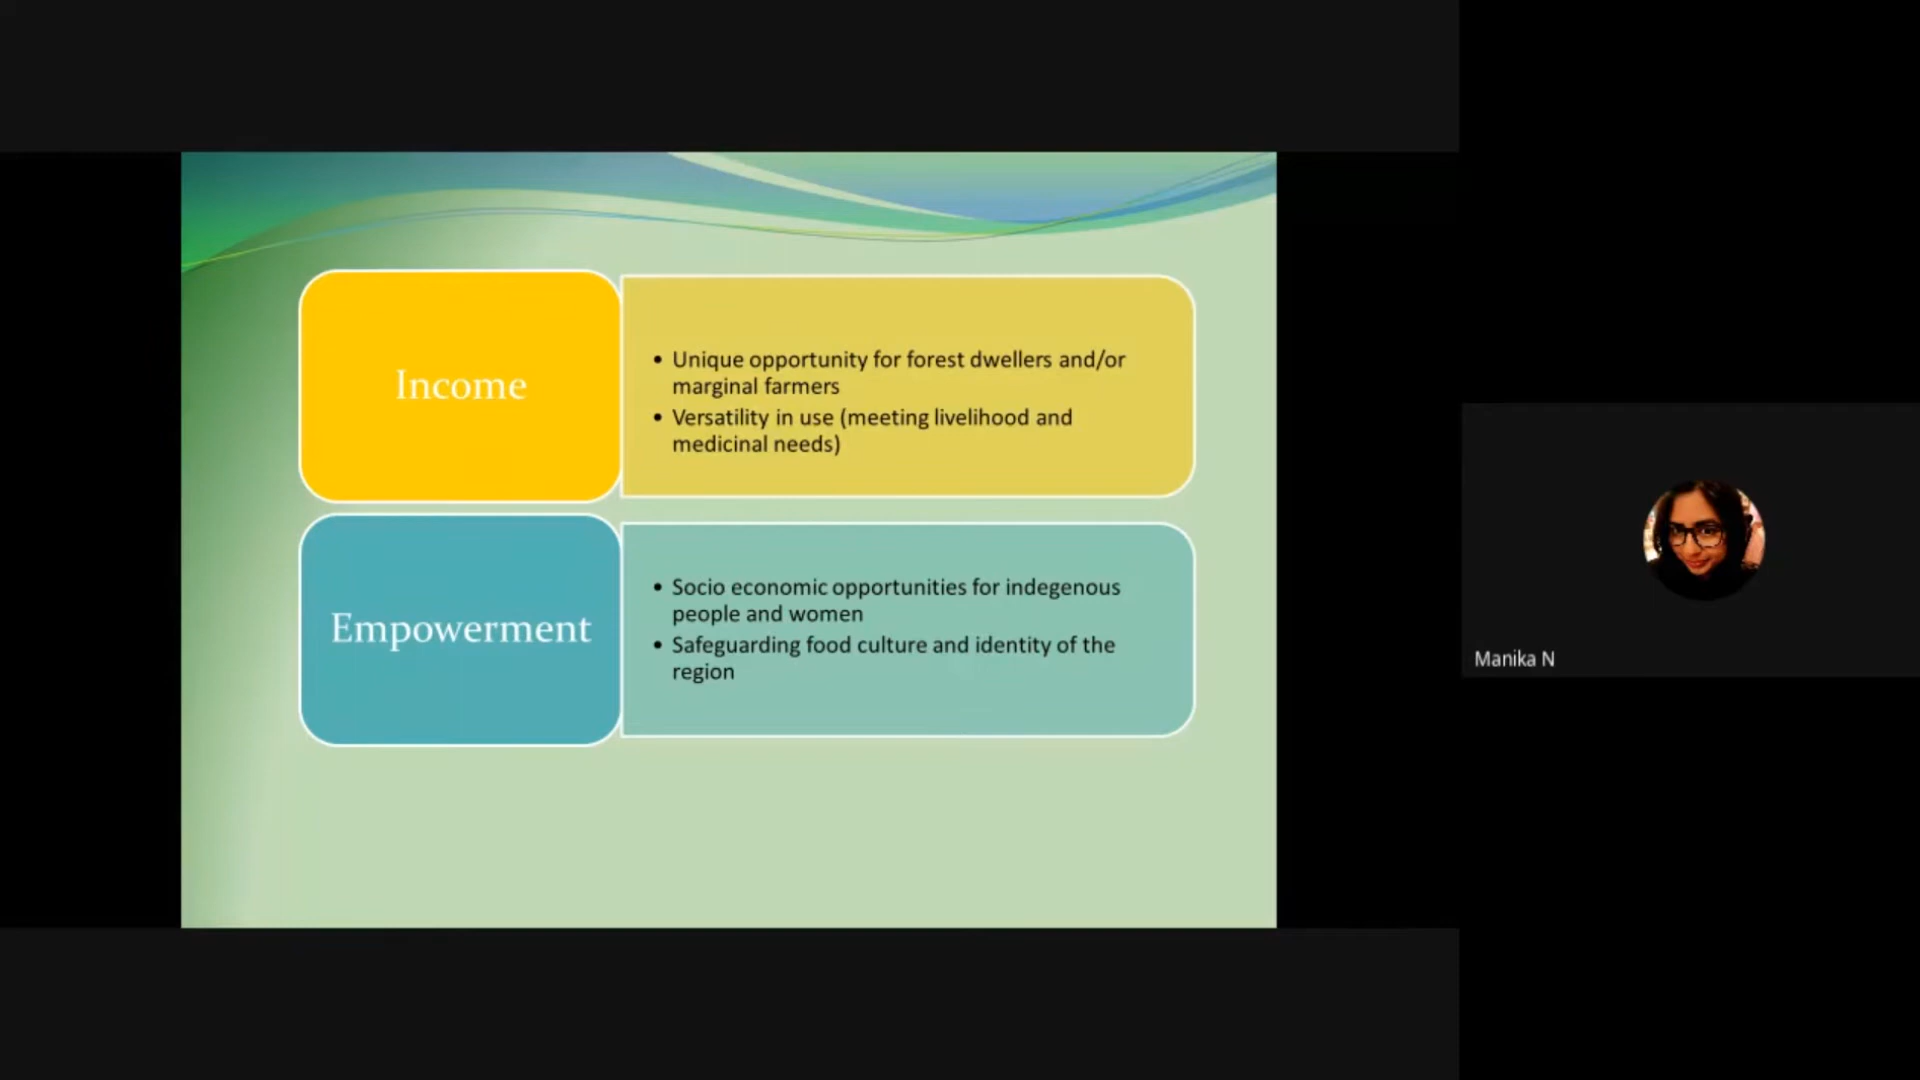 Income
• Unique opportunity for forest dwellers and/or
marginal farmers
• Versatility in use (meeting livelihood and
medicinal needs)
Empowerment
• Socio economic opportunities for indegenous
people and women
• Safeguarding food culture and identity of the
region
Manika N